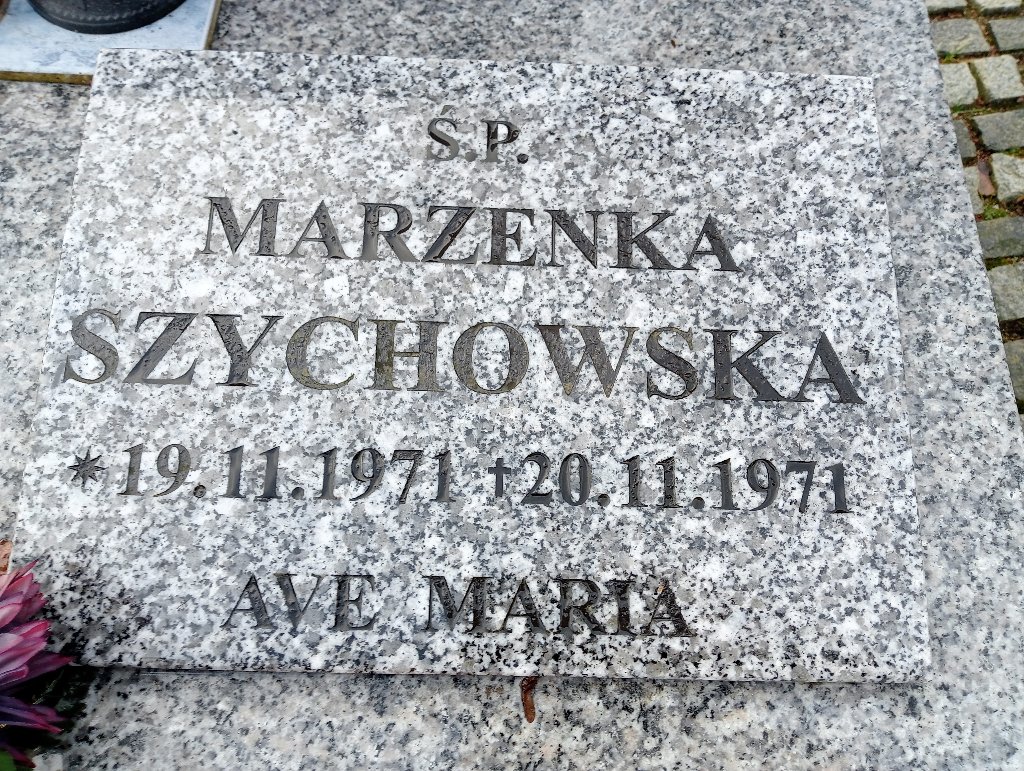 Ś.P.
MARZENKA
SZYCHOWSKA
* 19.11.1971 ✝20.11.1971
AVE MARIA